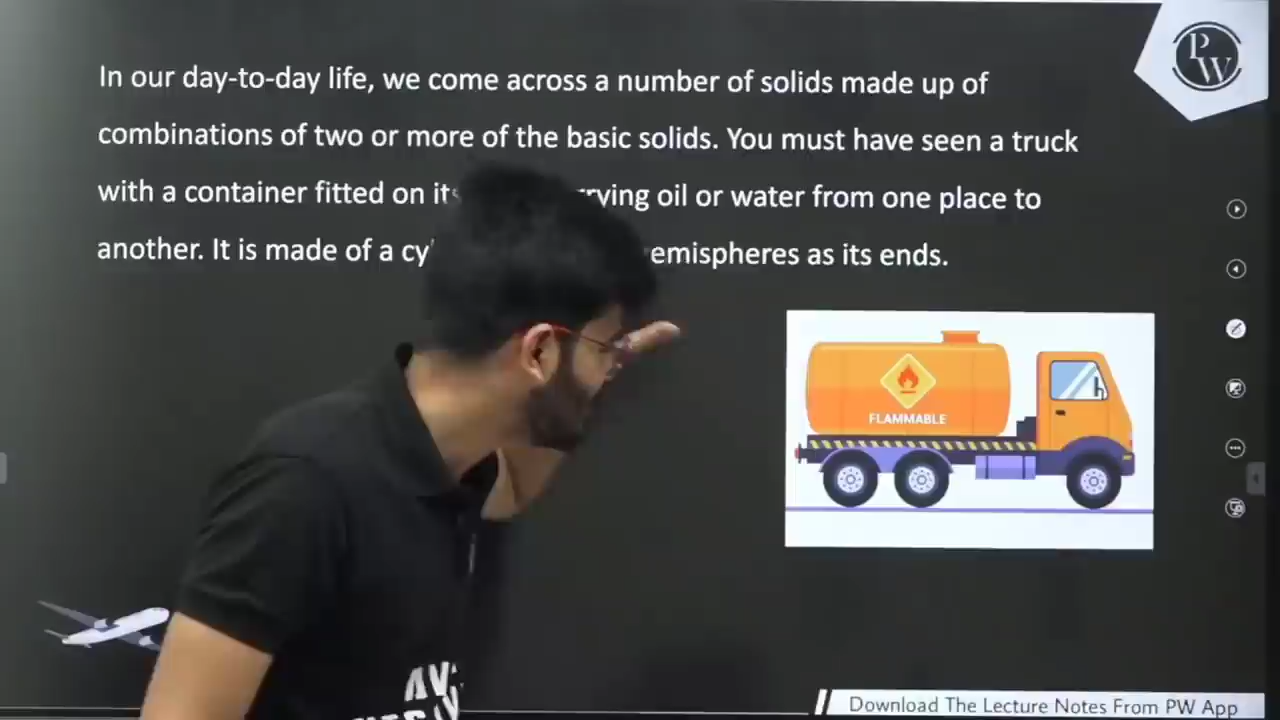 In our day-to-day life, we come across a number of solids made up of
combinations of two or more of the basic solids. You must have seen a truck
with a container fitted on rrying oil or water from one place to
another. It is made of a emispheres as its ends.
PW
FLAMMABLE
Download The Lecture Notes From PW App